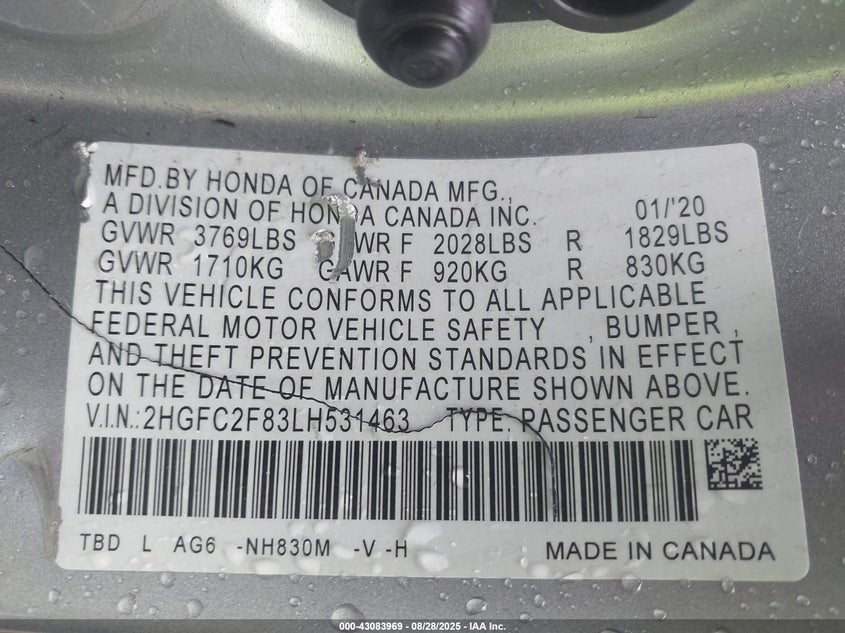 MFD.BY HONDA OF CANADA MFG.,
A DIVISION OF HONDA CANADA INC. 01/'20
GVWR 3769LBS GAWR F 2028LBS R 1829LBS
GVWR 1710KG GAWR F 920KG R 830KG
THIS VEHICLE CONFORMS TO ALL APPLICABLE
FEDERAL MOTOR VEHICLE SAFETY , BUMPER ,
AND THEFT PREVENTION STANDARDS IN EFFECT
ON THE DATE OF MANUFACTURE SHOWN ABOVE.
V.I.N.:2HGFC2F83LH531463 TYPE: PASSENGER CAR
TBD L AG6 -NH830M -V -H MADE IN CANADA
000-43083969 | 08/28/2025 - IAA Inc.